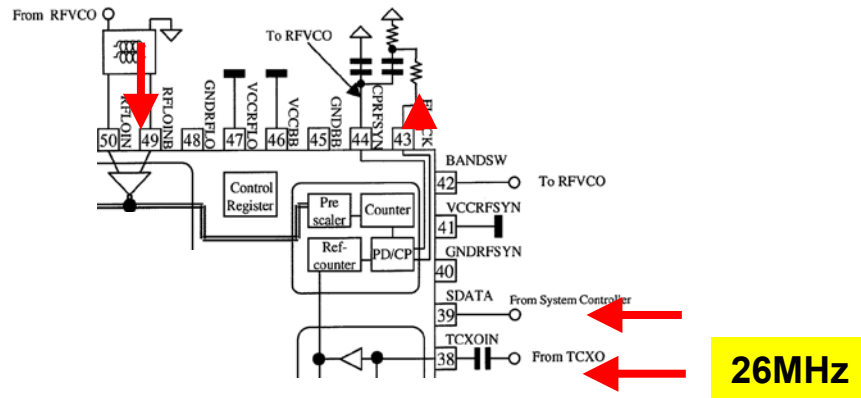 From RFVCO
To RFVCO
RFLOIN
RFLOINB
GNDRFLO
VCCRFLO
VCCBB
GNDBB
CPRFSYN
50
49
48
47
46
45
44
43
BANDSW
42
To RFVCO
VCCRFSYN
41
GNDRFSYN
40
SDATA
39
From System Controller
TCXOIN
38
From TCXO
26MHz
Control
Register
Pre
scaler
Counter
Ref-
counter
PD/CP